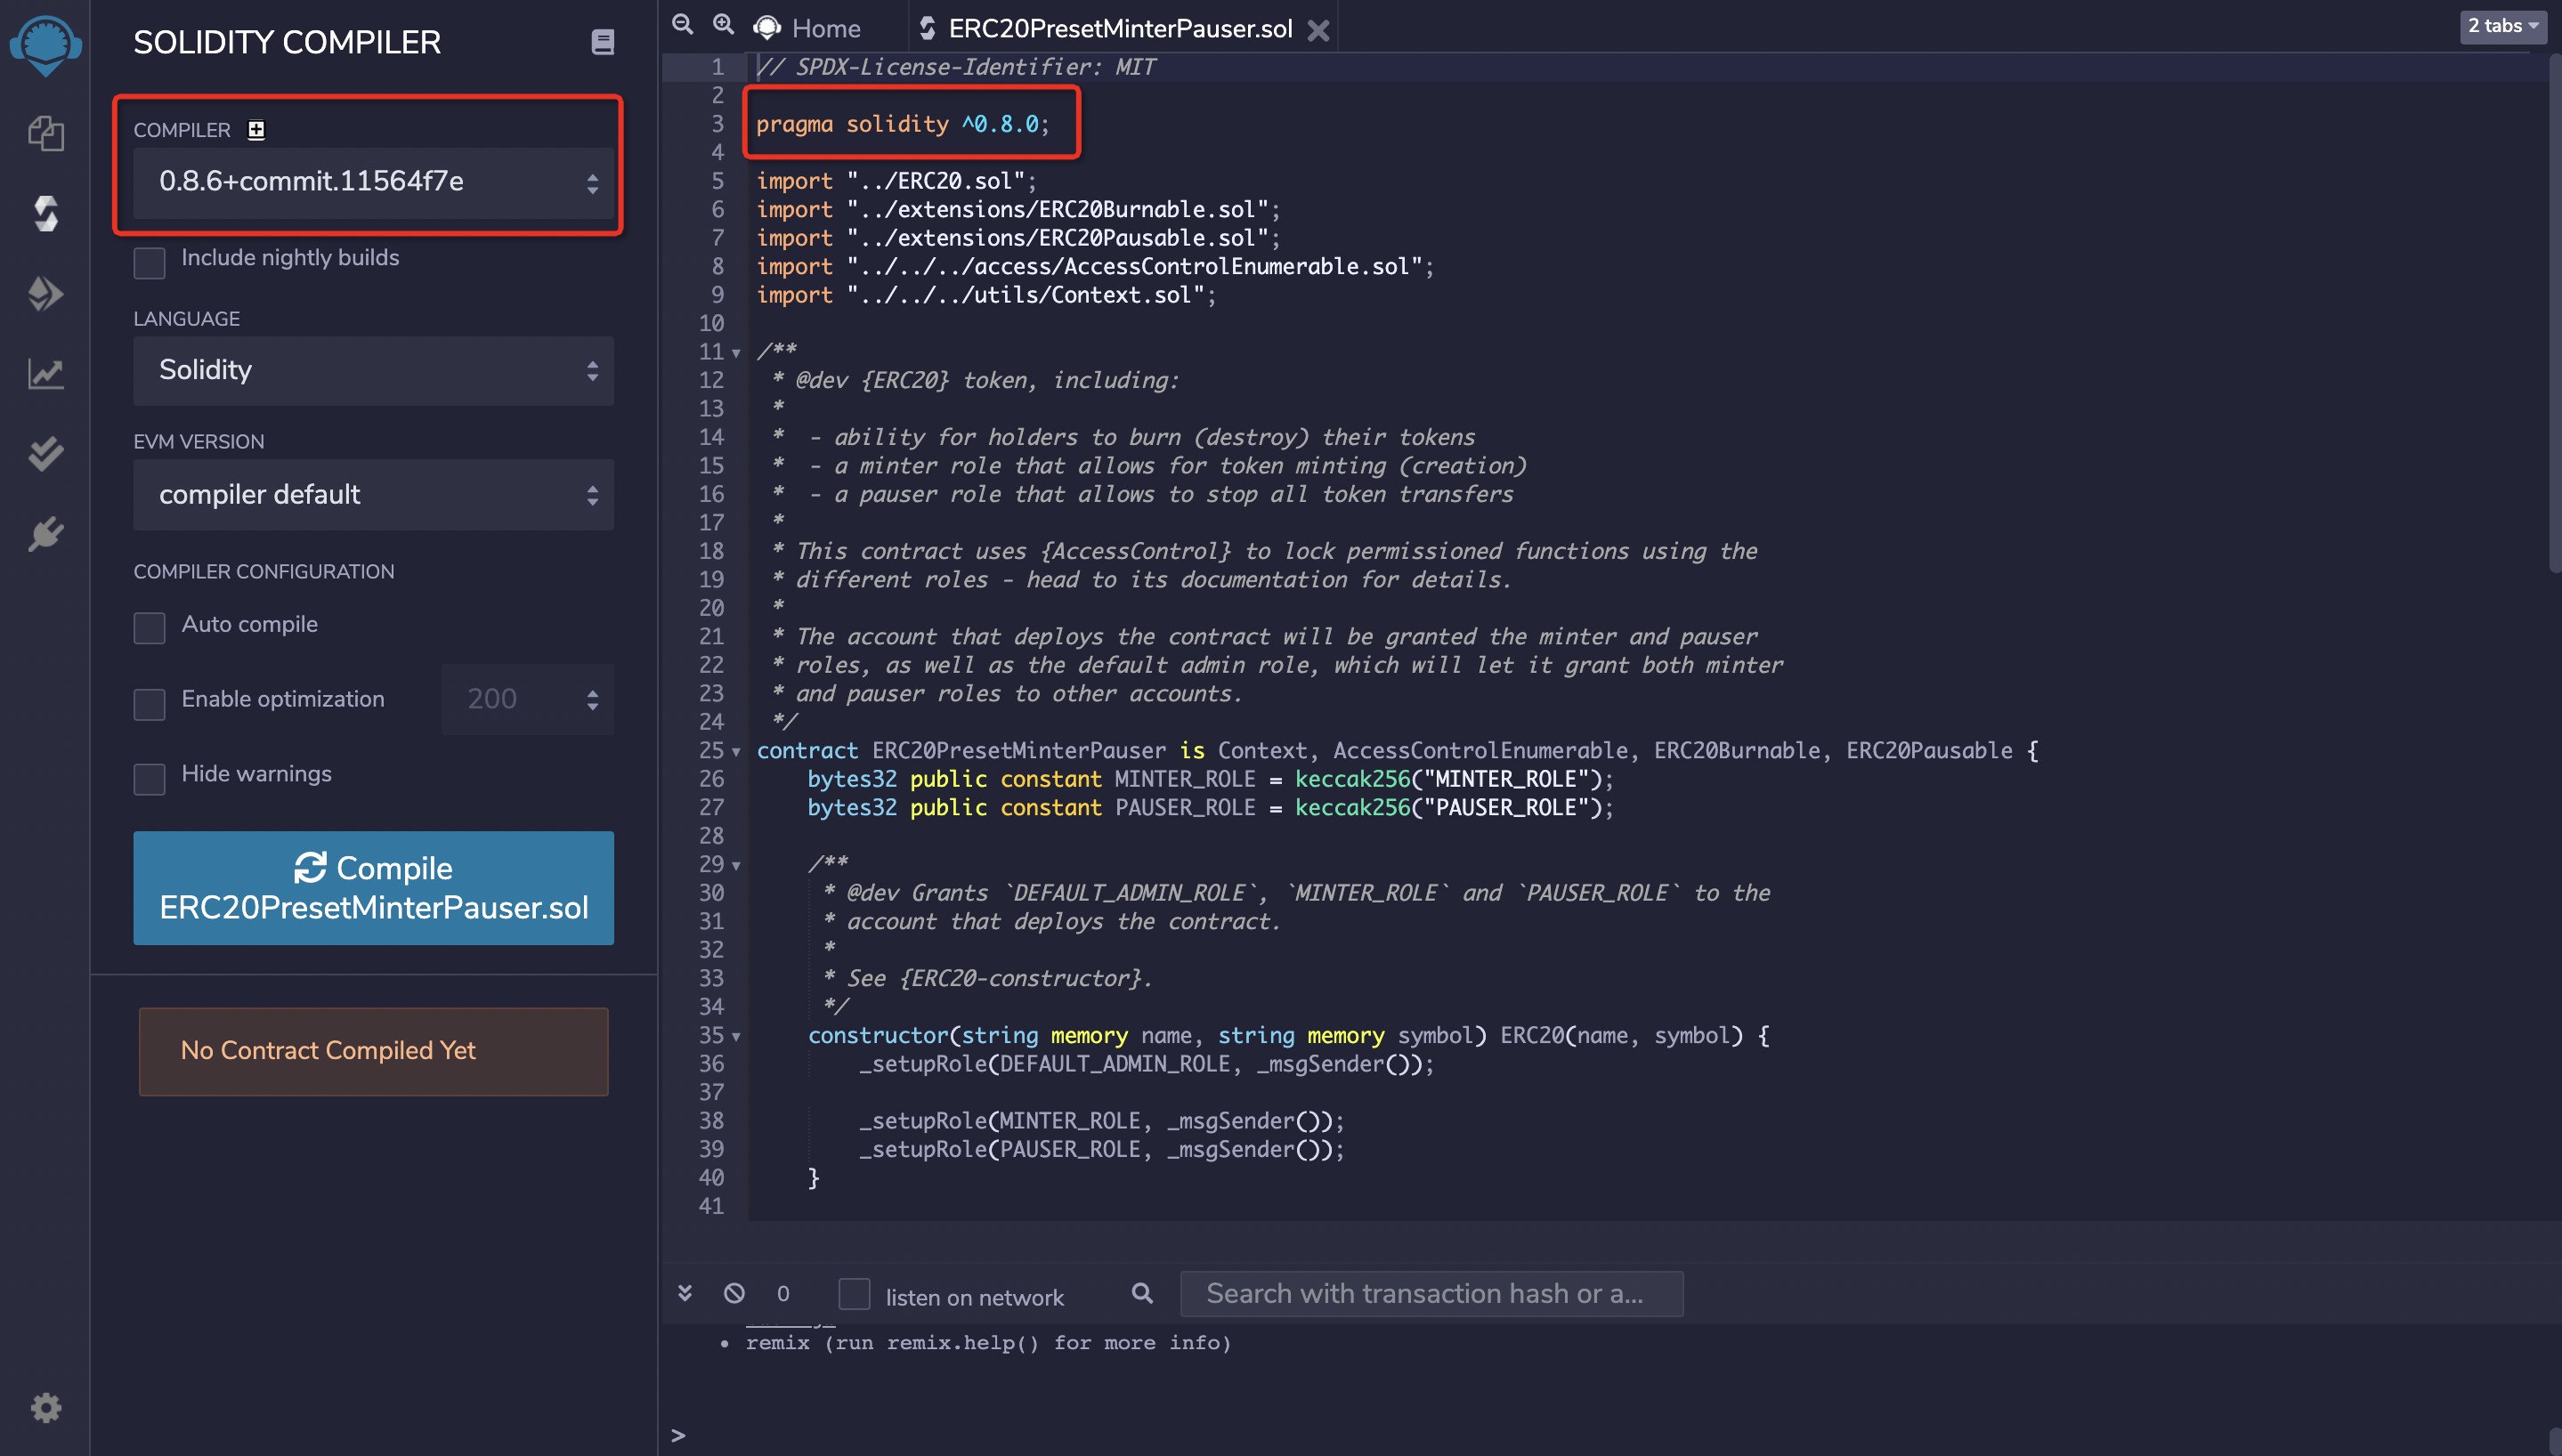 SOLIDITY COMPILER
COMPILER
0.8.6+commit.11564f7e
Include nightly builds
LANGUAGE
Solidity
EVM VERSION
compiler default
COMPILER CONFIGURATION
Auto compile
Enable optimization
200
Hide warnings
Compile
ERC20PresetMinterPauser.sol
No Contract Compiled Yet
Home
ERC20PresetMinterPauser.sol
2 tabs
1 // SPDX-License-Identifier: MIT
2
3 pragma solidity ^0.8.0;
4
5 import "../ERC20.sol";
6 import "../extensions/ERC20Burnable.sol";
7 import "../extensions/ERC20Pausable.sol";
8 import "../../../access/AccessControlEnumerable.sol";
9 import "../../../utils/Context.sol";
10
11 /**
12 * @dev {ERC20} token, including:
13 *
14 * - ability for holders to burn (destroy) their tokens
15 * - a minter role that allows for token minting (creation)
16 * - a pauser role that allows to stop all token transfers
17 *
18 * This contract uses {AccessControl} to lock permissioned functions using the
19 * different roles - head to its documentation for details.
20 *
21 * The account that deploys the contract will be granted the minter and pauser
22 * roles, as well as the default admin role, which will let it grant both minter
23 * and pauser roles to other accounts.
24 */
25 contract ERC20PresetMinterPauser is Context, AccessControlEnumerable, ERC20Burnable, ERC20Pausable {
26 bytes32 public constant MINTER_ROLE = keccak256("MINTER_ROLE");
27 bytes32 public constant PAUSER_ROLE = keccak256("PAUSER_ROLE");
28
29 /**
30 * @dev Grants `DEFAULT_ADMIN_ROLE`, `MINTER_ROLE` and `PAUSER_ROLE` to the
31 * account that deploys the contract.
32 *
33 * See {ERC20-constructor}.
34 */
35 constructor(string memory name, string memory symbol) ERC20(name, symbol) {
36 _setupRole(DEFAULT_ADMIN_ROLE, _msgSender());
37
38 _setupRole(MINTER_ROLE, _msgSender());
39 _setupRole(PAUSER_ROLE, _msgSender());
40 }
41
0
listen on network
Search with transaction hash or a...
• remix (run remix.help() for more info)
>